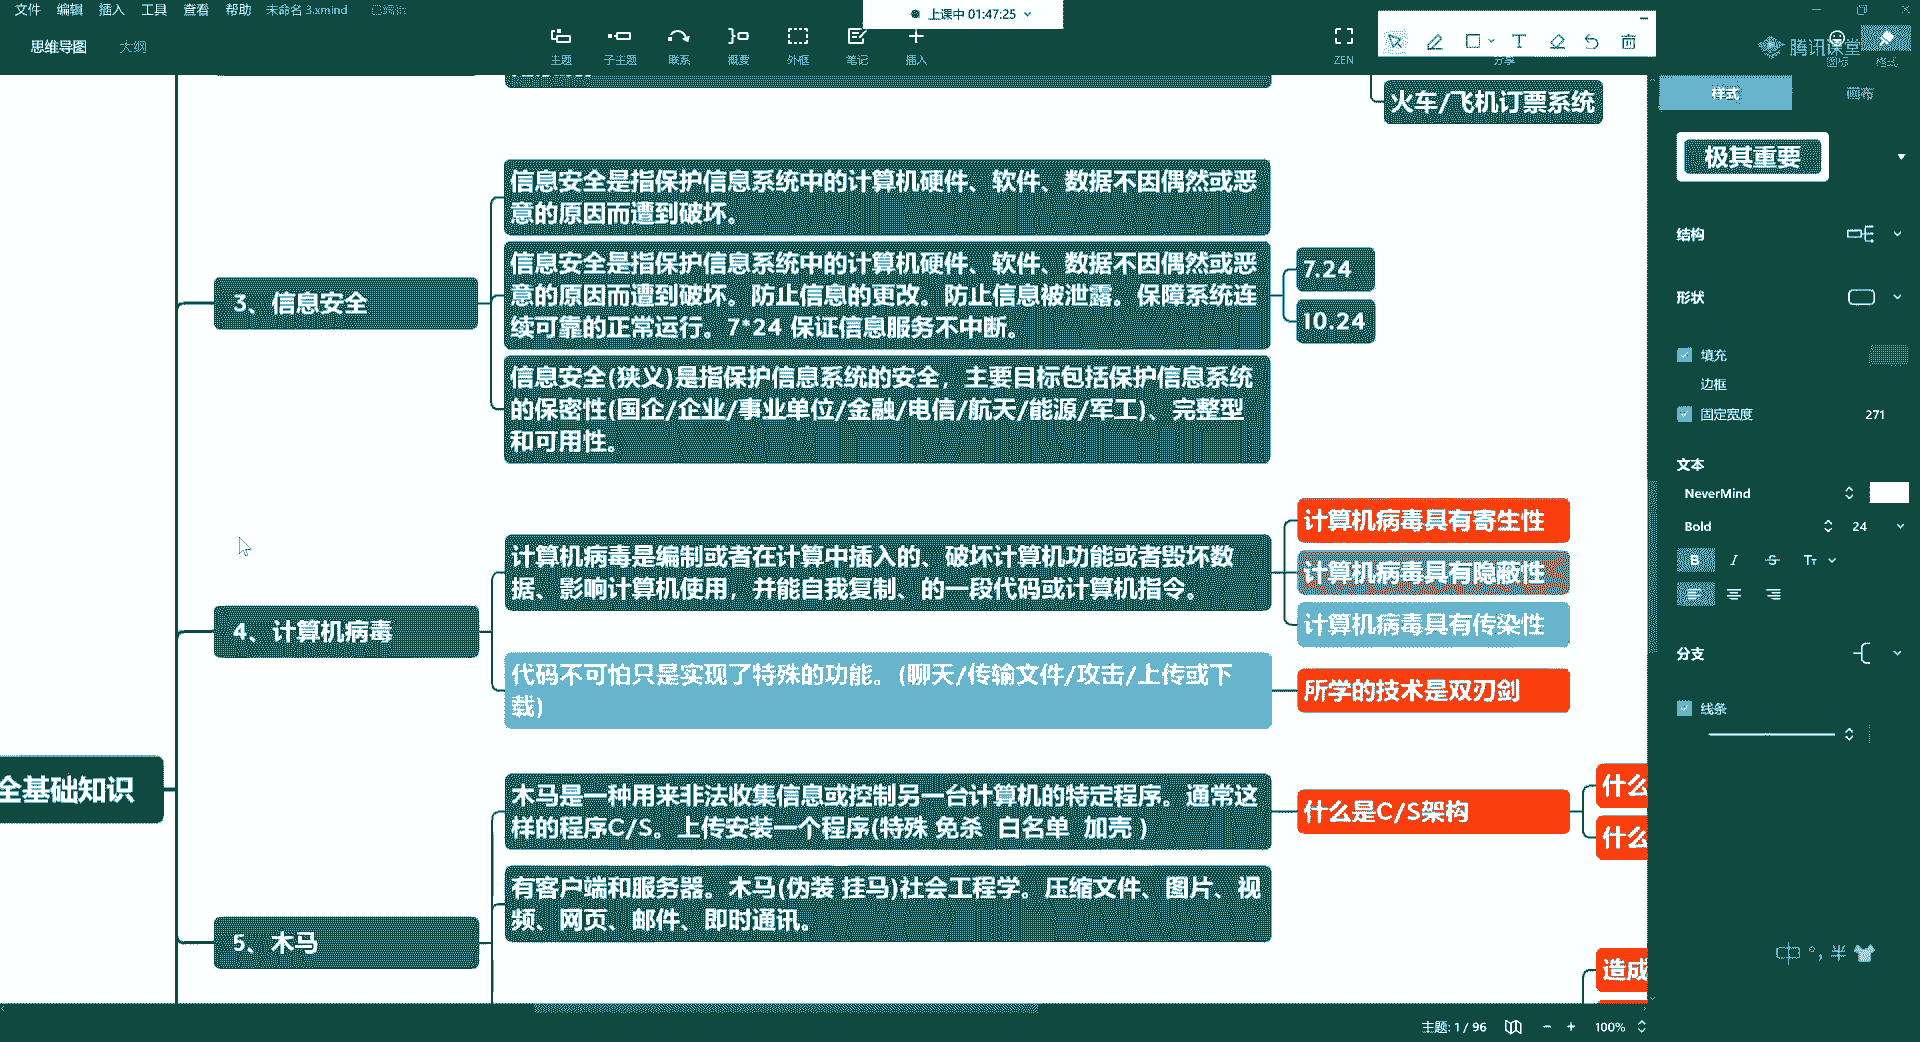 文件 编辑 插入 工具 查看 帮助 未命名 3.xmind
上课中 01:47:25
思维导图 大纲
主题 子主题 联系 概要 外框 笔记 插入
ZEN 分享
腾讯课堂
图标 格式
样式 画布
火车/飞机订票系统
极其重要
3、信息安全
信息安全是指保护信息系统中的计算机硬件、软件、数据不因偶然或恶
意的原因而遭到破坏。
信息安全是指保护信息系统中的计算机硬件、软件、数据不因偶然或恶
意的原因而遭到破坏。防止信息的更改。防止信息被泄露。保障系统连
续可靠的正常运行。7*24 保证信息服务不中断。
7.24
10.24
信息安全(狭义)是指保护信息系统的安全，主要目标包括保护信息系统
的保密性(国企/企业/事业单位/金融/电信/航天/能源/军工)、完整型
和可用性。
4、计算机病毒
计算机病毒是编制或者在计算中插入的、破坏计算机功能或者毁坏数
据、影响计算机使用，并能自我复制、的一段代码或计算机指令。
计算机病毒具有寄生性
计算机病毒具有隐蔽性
计算机病毒具有传染性
代码不可怕只是实现了特殊的功能。(聊天/传输文件/攻击/上传或下
载)
所学的技术是双刃剑
全基础知识
5、木马
木马是一种用来非法收集信息或控制另一台计算机的特定程序。通常这
样的程序C/S。上传安装一个程序(特殊 免杀 白名单 加壳 )
什么是C/S架构
什么
什么
有客户端和服务器。木马(伪装 挂马)社会工程学。压缩文件、图片、视
频、网页、邮件、即时通讯。
造成
结构
形状
填充
边框
固定宽度 271
文本
NeverMind
Bold 24
B I S Tт
分支
线条
中 °, 半
主题: 1 / 96 − + 100%